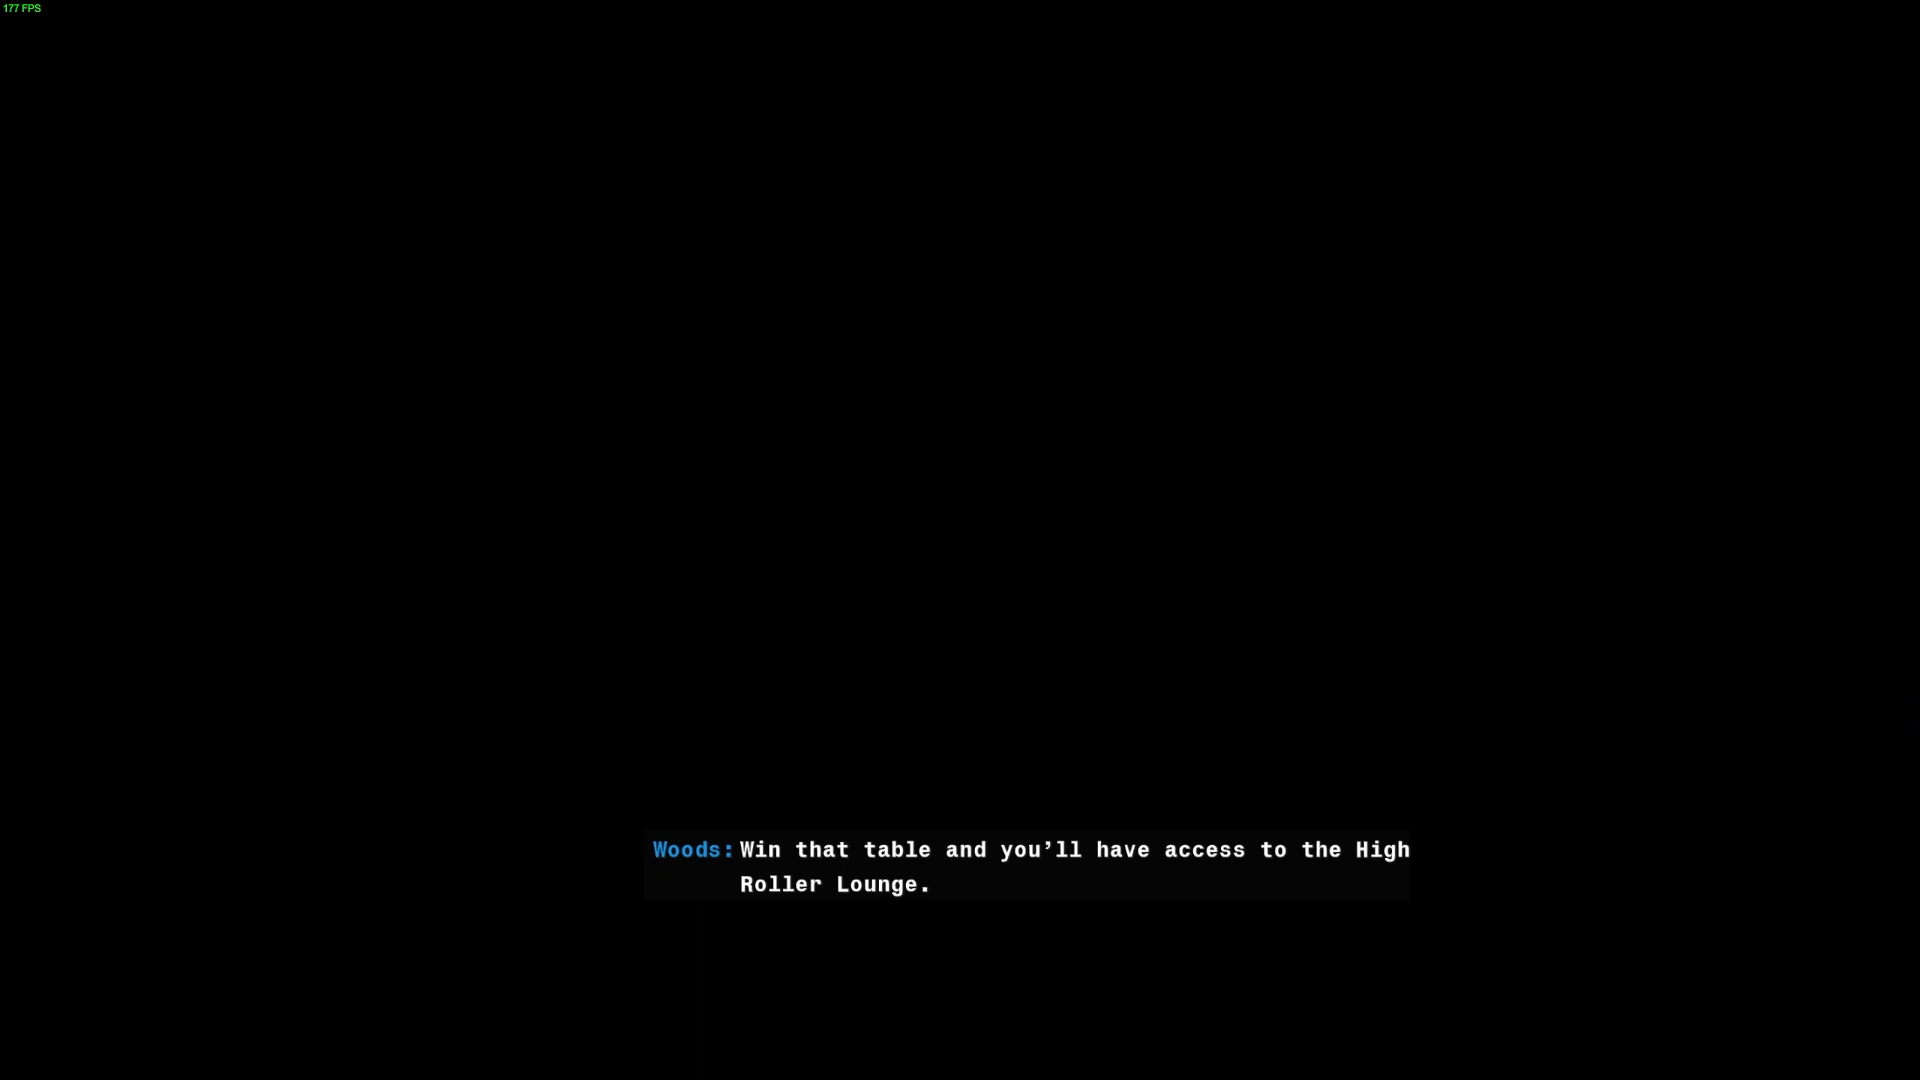 177 FPS
Woods: Win that table and you’ll have access to the High
Roller Lounge.